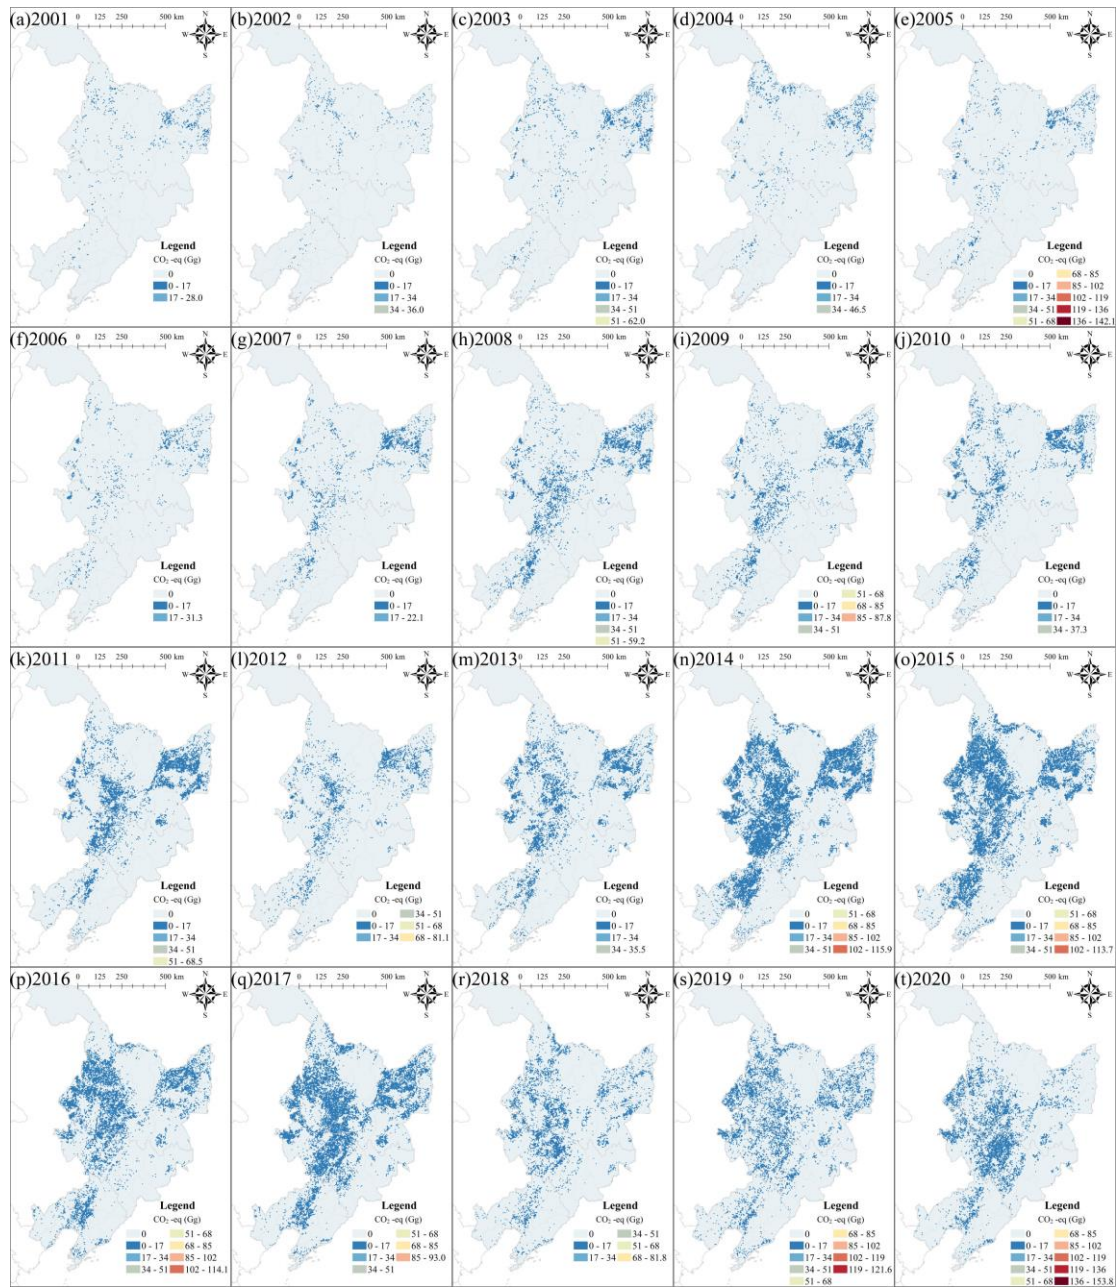 (a)2001
0 125 250 500 km
N
W E
S
Legend
CO₂ -eq (Gg)
0
0 - 17
17 - 28.0
(b)2002
0 125 250 500 km
N
W E
S
Legend
CO₂ -eq (Gg)
0
0 - 17
17 - 34
34 - 36.0
(c)2003
0 125 250 500 km
N
W E
S
Legend
CO₂ -eq (Gg)
0
0 - 17
17 - 34
34 - 51
51 - 62.0
(d)2004
0 125 250 500 km
N
W E
S
Legend
CO₂ -eq (Gg)
0
0 - 17
17 - 34
34 - 46.5
(e)2005
0 125 250 500 km
N
W E
S
Legend
CO₂ -eq (Gg)
0 68 - 85
0 - 17 85 - 102
17 - 34 102 - 119
34 - 51 119 - 136
51 - 68 136 - 142.1
(f)2006
0 125 250 500 km
N
W E
S
Legend
CO₂ -eq (Gg)
0
0 - 17
17 - 31.3
(g)2007
0 125 250 500 km
N
W E
S
Legend
CO₂ -eq (Gg)
0
0 - 17
17 - 22.1
(h)2008
0 125 250 500 km
N
W E
S
Legend
CO₂ -eq (Gg)
0
0 - 17
17 - 34
34 - 51
51 - 59.2
(i)2009
0 125 250 500 km
N
W E
S
Legend
CO₂ -eq (Gg)
0 51 - 68
0 - 17 68 - 85
17 - 34 85 - 87.8
34 - 51
(j)2010
0 125 250 500 km
N
W E
S
Legend
CO₂ -eq (Gg)
0
0 - 17
17 - 34
34 - 37.3
(k)2011
0 125 250 500 km
N
W E
S
Legend
CO₂ -eq (Gg)
0
0 - 17
17 - 34
34 - 51
51 - 68.5
(l)2012
0 125 250 500 km
N
W E
S
Legend
CO₂ -eq (Gg)
0 34 - 51
0 - 17 51 - 68
17 - 34 68 - 81.1
(m)2013
0 125 250 500 km
N
W E
S
Legend
CO₂ -eq (Gg)
0
0 - 17
17 - 34
34 - 35.5
(n)2014
0 125 250 500 km
N
W E
S
Legend
CO₂ -eq (Gg)
0 51 - 68
0 - 17 68 - 85
17 - 34 85 - 102
34 - 51 102 - 115.9
(o)2015
0 125 250 500 km
N
W E
S
Legend
CO₂ -eq (Gg)
0 51 - 68
0 - 17 68 - 85
17 - 34 85 - 102
34 - 51 102 - 113.7
(p)2016
0 125 250 500 km
N
W E
S
Legend
CO₂ -eq (Gg)
0 51 - 68
0 - 17 68 - 85
17 - 34 85 - 102
34 - 51 102 - 114.1
(q)2017
0 125 250 500 km
N
W E
S
Legend
CO₂ -eq (Gg)
0 51 - 68
0 - 17 68 - 85
17 - 34 85 - 93.0
34 - 51
(r)2018
0 125 250 500 km
N
W E
S
Legend
CO₂ -eq (Gg)
0 34 - 51
0 - 17 51 - 68
17 - 34 68 - 81.8
(s)2019
0 125 250 500 km
N
W E
S
Legend
CO₂ -eq (Gg)
0 68 - 85
0 - 17 85 - 102
17 - 34 102 - 119
34 - 51 119 - 121.6
51 - 68
(t)2020
0 125 250 500 km
N
W E
S
Legend
CO₂ -eq (Gg)
0 68 - 85
0 - 17 85 - 102
17 - 34 102 - 119
34 - 51 119 - 136
51 - 68 136 - 153.8